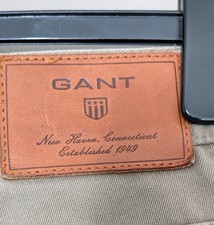 GANT
New Haven, Connecticut
Established 1949